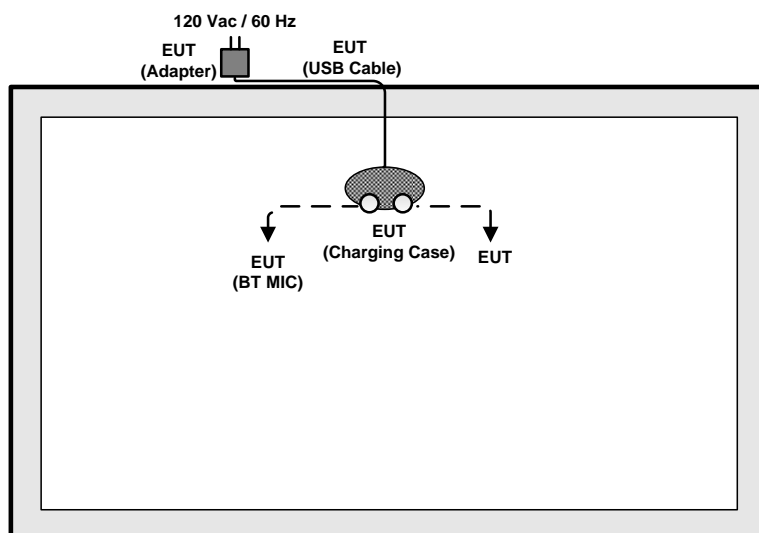 120 Vac / 60 Hz
EUT
(Adapter)
EUT
(USB Cable)
EUT
(Charging Case)
EUT
(BT MIC)
EUT